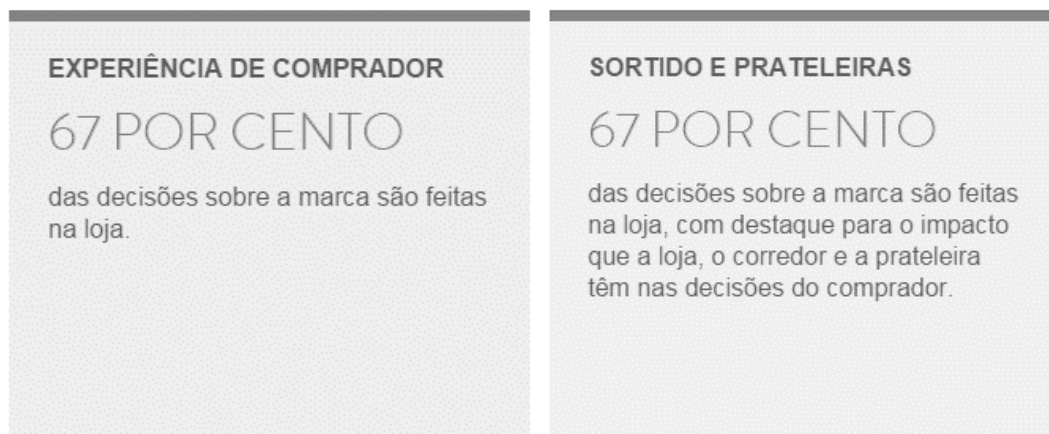 EXPERIÊNCIA DE COMPRADOR
67 POR CENTO
das decisões sobre a marca são feitas
na loja.
SORTIDO E PRATELEIRAS
67 POR CENTO
das decisões sobre a marca são feitas
na loja, com destaque para o impacto
que a loja, o corredor e a prateleira
têm nas decisões do comprador.